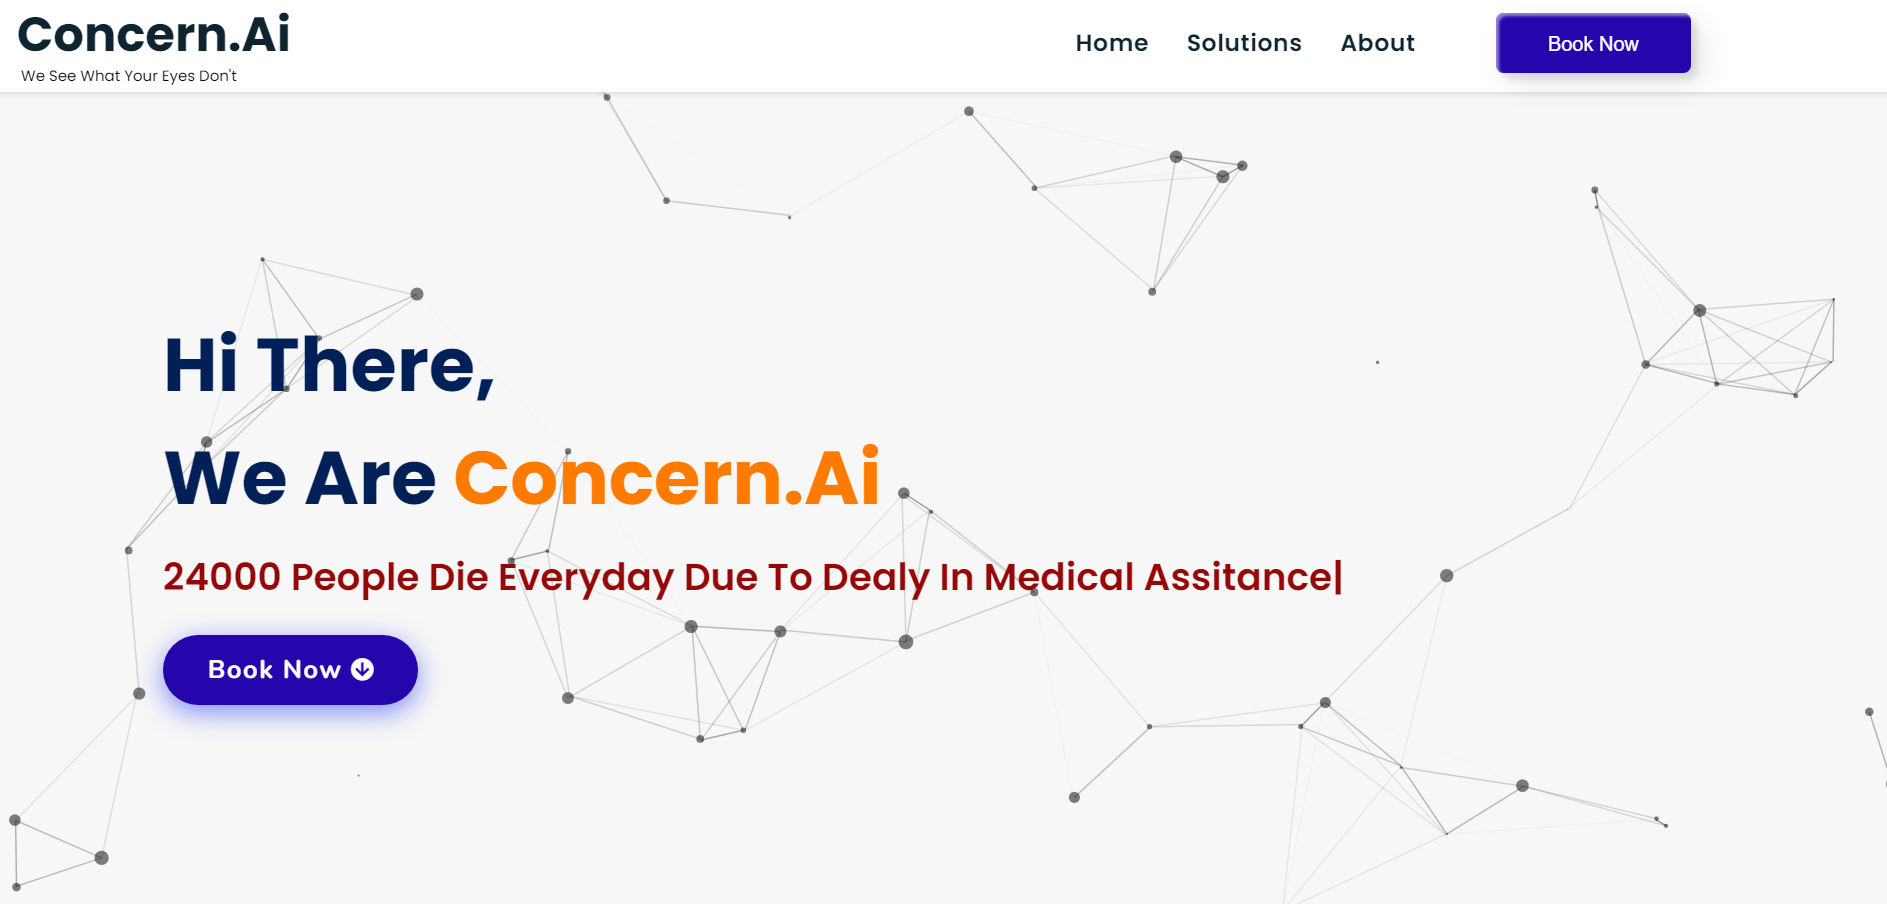 Concern.Ai
We See What Your Eyes Don't
Home Solutions About Book Now
Hi There,
We Are Concern.Ai
24000 People Die Everyday Due To Dealy In Medical Assitance|
Book Now